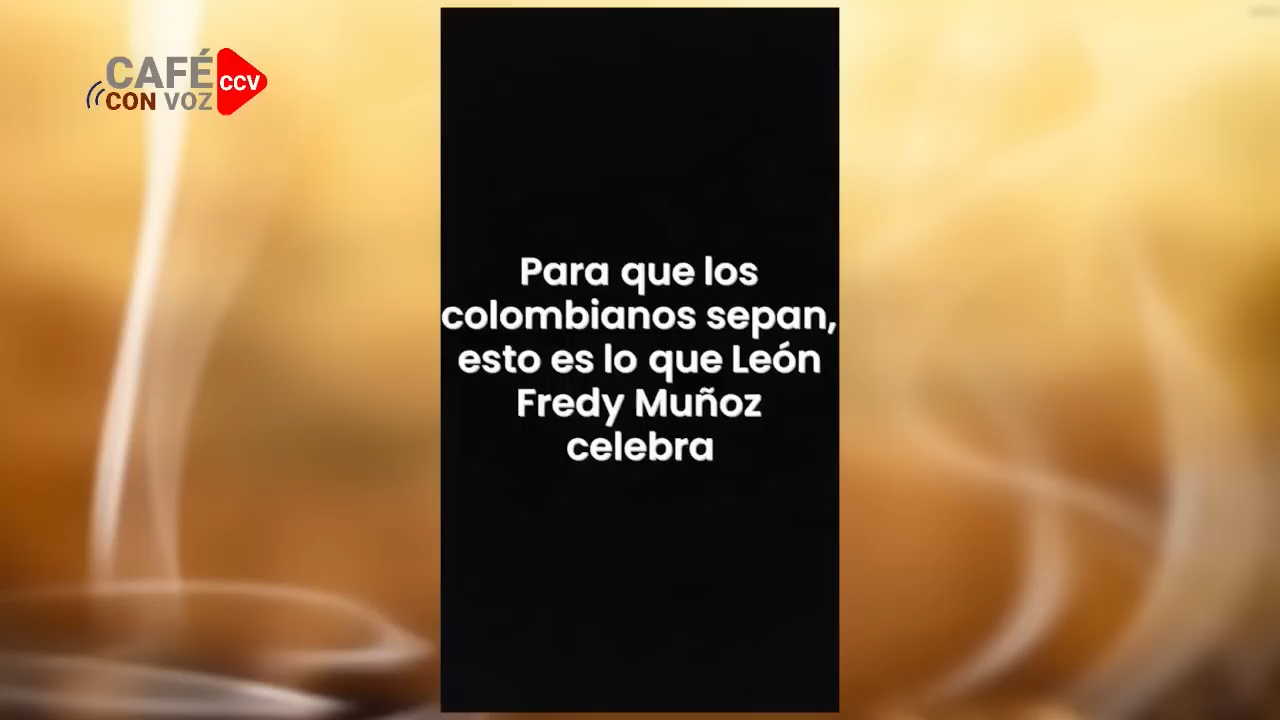 CAFÉ
CON VOZ
CCV
Para que los
colombianos sepan,
esto es lo que León
Fredy Muñoz
celebra